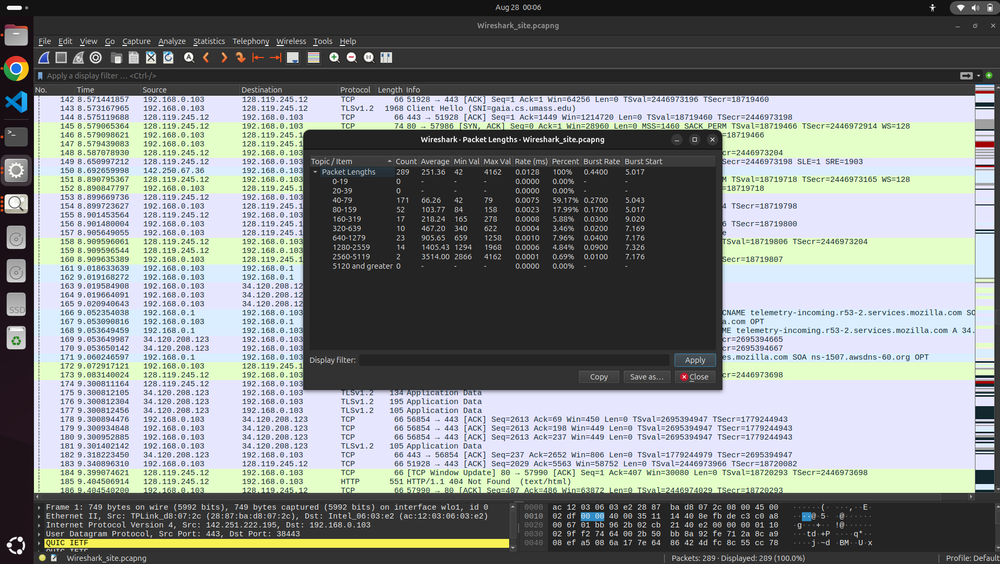 Aug 28 00:06
Wireshark_site.pcapng
File Edit View Go Capture Analyze Statistics Telephony Wireless Tools Help
Apply a display filter … <Ctrl-/>
No. Time Source Destination Protocol Length Info
142 8.571441857 192.168.0.103 128.119.245.12 TCP 66 51928 → 443 [ACK] Seq=1 Ack=1 Win=64256 Len=0 TSval=2446973196 TSecr=18719460
143 8.573167965 192.168.0.103 128.119.245.12 TLSv1.2 1968 Client Hello (SNI=gaia.cs.umass.edu)
144 8.575119688 128.119.245.12 192.168.0.103 TCP 66 443 → 51928 [ACK] Seq=1 Ack=1449 Win=1214720 Len=0 TSval=18719460 TSecr=2446973198
145 8.579065364 128.119.245.12 192.168.0.103 TCP 74 80 → 57986 [SYN, ACK] Seq=0 Ack=1 Win=28960 Len=0 MSS=1460 SACK_PERM TSval=18719466 TSecr=2446972914 WS=128
146 8.579098621 192.168.0.103 128.119.245.12 =18719466
147 8.579439083 192.168.0.103 128.119.245.12
148 8.587078930 128.119.245.12 192.168.0.103 cr=2446973204
149 8.650997212 128.119.245.12 192.168.0.103 Secr=2446973198 SLE=1 SRE=1903
150 8.692659998 142.250.67.36 192.168.0.103
151 8.890795367 128.119.245.12 192.168.0.103 M TSval=18719718 TSecr=2446973165 WS=128
152 8.890847797 192.168.0.103 128.119.245.12 =18719718
153 8.899669736 128.119.245.12 192.168.0.103
154 8.899723627 192.168.0.103 128.119.245.12 4 TSecr=18719798
155 8.901453564 128.119.245.12 192.168.0.103
156 8.901480004 192.168.0.103 128.119.245.12 6 TSecr=18719800
157 8.905649055 192.168.0.103 128.119.245.12 e
158 8.909596061 128.119.245.12 192.168.0.103 TSval=18719806 TSecr=2446973204
159 8.909596544 128.119.245.12 192.168.0.103
160 8.909635389 192.168.0.103 128.119.245.12 Secr=18719807
161 9.018633639 192.168.0.103 192.168.0.1
162 9.019168272 192.168.0.103 192.168.0.1
163 9.019584908 192.168.0.103 34.120.208.12
164 9.019664091 192.168.0.103 34.120.208.12
165 9.020940643 192.168.0.103 34.120.208.12
166 9.052354038 192.168.0.1 192.168.0.103 CNAME telemetry-incoming.r53-2.services.mozilla.com SO
167 9.053090816 192.168.0.103 192.168.0.1 a.com OPT
168 9.053649459 192.168.0.1 192.168.0.103 ME telemetry-incoming.r53-2.services.mozilla.com A 34.
169 9.053649987 34.120.208.123 192.168.0.103 cr=2695394665
170 9.053650142 34.120.208.123 192.168.0.103 cr=2695394667
171 9.060246597 192.168.0.1 192.168.0.103 es.mozilla.com SOA ns-1507.awsdns-60.org OPT
172 9.072917121 192.168.0.103 128.119.245.12
173 9.083140024 128.119.245.12 192.168.0.103 cr=2446973698
174 9.300811164 128.119.245.12 192.168.0.103
175 9.300812105 34.120.208.123 192.168.0.103 TLSv1.2 134 Application Data
176 9.300812304 34.120.208.123 192.168.0.103 TLSv1.2 195 Application Data
177 9.300812456 34.120.208.123 192.168.0.103 TLSv1.2 105 Application Data
178 9.300894476 192.168.0.103 34.120.208.123 TCP 66 56854 → 443 [ACK] Seq=2613 Ack=69 Win=450 Len=0 TSval=2695394947 TSecr=1779244943
179 9.300934848 192.168.0.103 34.120.208.123 TCP 66 56854 → 443 [ACK] Seq=2613 Ack=198 Win=449 Len=0 TSval=2695394947 TSecr=1779244943
180 9.300952885 192.168.0.103 34.120.208.123 TCP 66 56854 → 443 [ACK] Seq=2613 Ack=237 Win=449 Len=0 TSval=2695394947 TSecr=1779244943
181 9.301402142 192.168.0.103 34.120.208.123 TLSv1.2 105 Application Data
182 9.318223450 34.120.208.123 192.168.0.103 TCP 66 443 → 56854 [ACK] Seq=237 Ack=2652 Win=806 Len=0 TSval=1779244979 TSecr=2695394947
183 9.340896310 192.168.0.103 128.119.245.12 TCP 66 51928 → 443 [ACK] Seq=2029 Ack=5563 Win=58752 Len=0 TSval=2446973966 TSecr=18720082
184 9.399074621 128.119.245.12 192.168.0.103 TCP 66 [TCP Window Update] 80 → 57990 [ACK] Seq=1 Ack=407 Win=30080 Len=0 TSval=18720293 TSecr=2446973698
185 9.404506914 128.119.245.12 192.168.0.103 HTTP 551 HTTP/1.1 404 Not Found (text/html)
186 9.404540200 192.168.0.103 128.119.245.12 TCP 66 57990 → 80 [ACK] Seq=407 Ack=486 Win=63872 Len=0 TSval=2446974029 TSecr=18720293
Wireshark · Packet Lengths · Wireshark_site.pcapng
Topic / Item Count Average Min Val Max Val Rate (ms) Percent Burst Rate Burst Start
Packet Lengths 289 251.36 42 4162 0.0128 100% 0.4400 5.017
0-19 0 - - - 0.0000 0.00% - -
20-39 0 - - - 0.0000 0.00% - -
40-79 171 66.26 42 79 0.0075 59.17% 0.2700 5.043
80-159 52 103.77 84 158 0.0023 17.99% 0.1700 5.017
160-319 17 218.24 165 278 0.0008 5.88% 0.0300 9.020
320-639 10 467.20 340 622 0.0004 3.46% 0.0200 7.169
640-1279 23 905.65 659 1258 0.0010 7.96% 0.0400 7.176
1280-2559 14 1405.43 1294 1968 0.0006 4.84% 0.0900 7.326
2560-5119 2 3514.00 2866 4162 0.0001 0.69% 0.0100 7.176
5120 and greater 0 - - - 0.0000 0.00% - -
Display filter: Apply
Copy Save as… Close
SSD
Frame 1: 749 bytes on wire (5992 bits), 749 bytes captured (5992 bits) on interface wlo1, id 0
Ethernet II, Src: TPLink_d8:07:2c (28:87:ba:d8:07:2c), Dst: Intel_06:03:e2 (ac:12:03:06:03:e2)
Internet Protocol Version 4, Src: 142.251.222.195, Dst: 192.168.0.103
User Datagram Protocol, Src Port: 443, Dst Port: 38443
QUIC IETF
QUIC IETF
0000 ac 12 03 06 03 e2 28 87 ba d8 07 2c 08 00 45 00 ······(· ···,··E·
0010 02 df 00 00 40 00 35 11 14 40 8e fb de c3 c0 a8 ····@·5· ·@······
0020 00 67 01 bb 96 2b 02 cb 21 40 e2 00 00 00 01 10 ·g···+·· !@······
0030 02 9f f2 74 64 00 2b 50 bb 8a 92 fe 71 2a 8c a9 ···td·+P ····q*··
0040 08 ef a5 08 6a 17 7e 64 86 42 4d fc 8c 55 cc 78 ····j·~d ·BM··U·x
Wireshark_site.pcapng Packets: 289 · Displayed: 289 (100.0%) Profile: Default